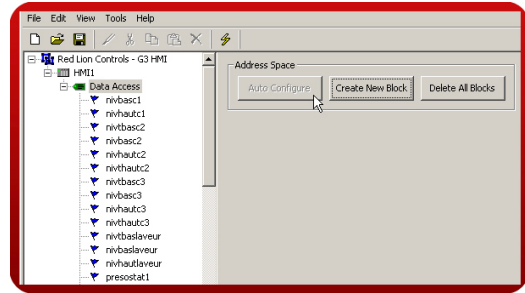 File Edit View Tools Help
Red Lion Controls - G3 HMI
HMI1
Data Access
nivbasc1
nivhautc1
nivtbasc2
nivbasc2
nivhautc2
nivthautc2
nivtbasc3
nivbasc3
nivhautc3
nivthautc3
nivtbaslaveur
nivbaslaveur
nivhautlaveur
presostat1
Address Space
Auto Configure Create New Block Delete All Blocks